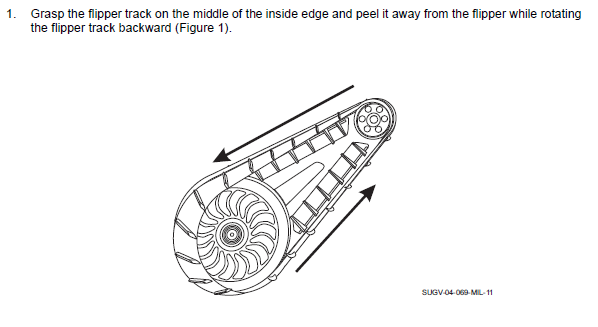 1. Grasp the flipper track on the middle of the inside edge and peel it away from the flipper while rotating
the flipper track backward (Figure 1).
SUGV-04-069-MIL-11